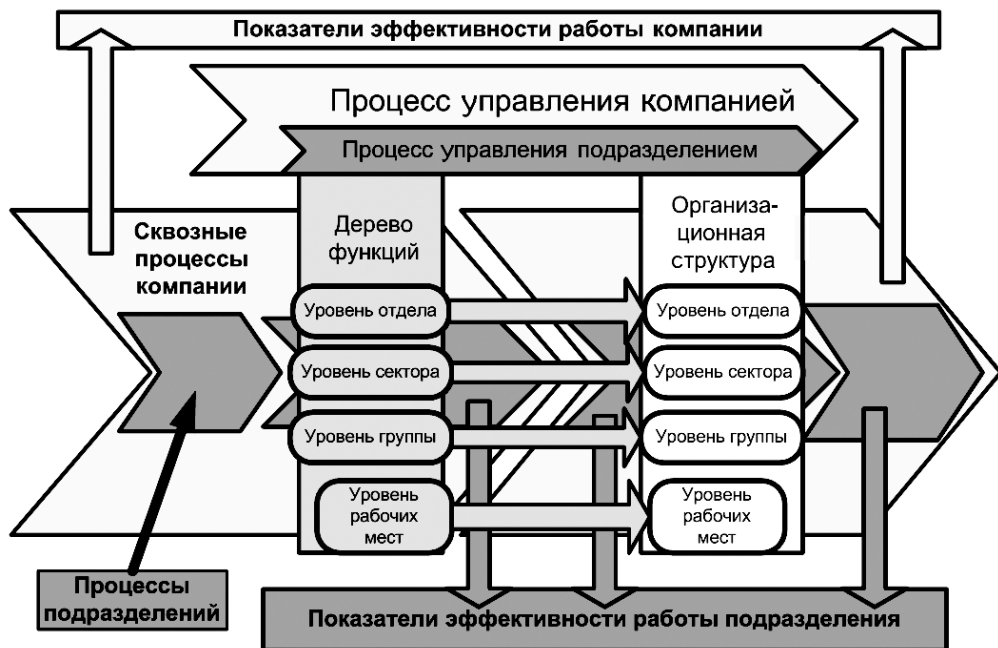 Показатели эффективности работы компании
Процесс управления компанией
Процесс управления подразделением
Сквозные
процессы
компании
Дерево
функций
Организа-
ционная
структура
Уровень отдела
Уровень отдела
Уровень сектора
Уровень сектора
Уровень группы
Уровень группы
Уровень
рабочих
мест
Уровень
рабочих
мест
Процессы
подразделений
Показатели эффективности работы подразделения